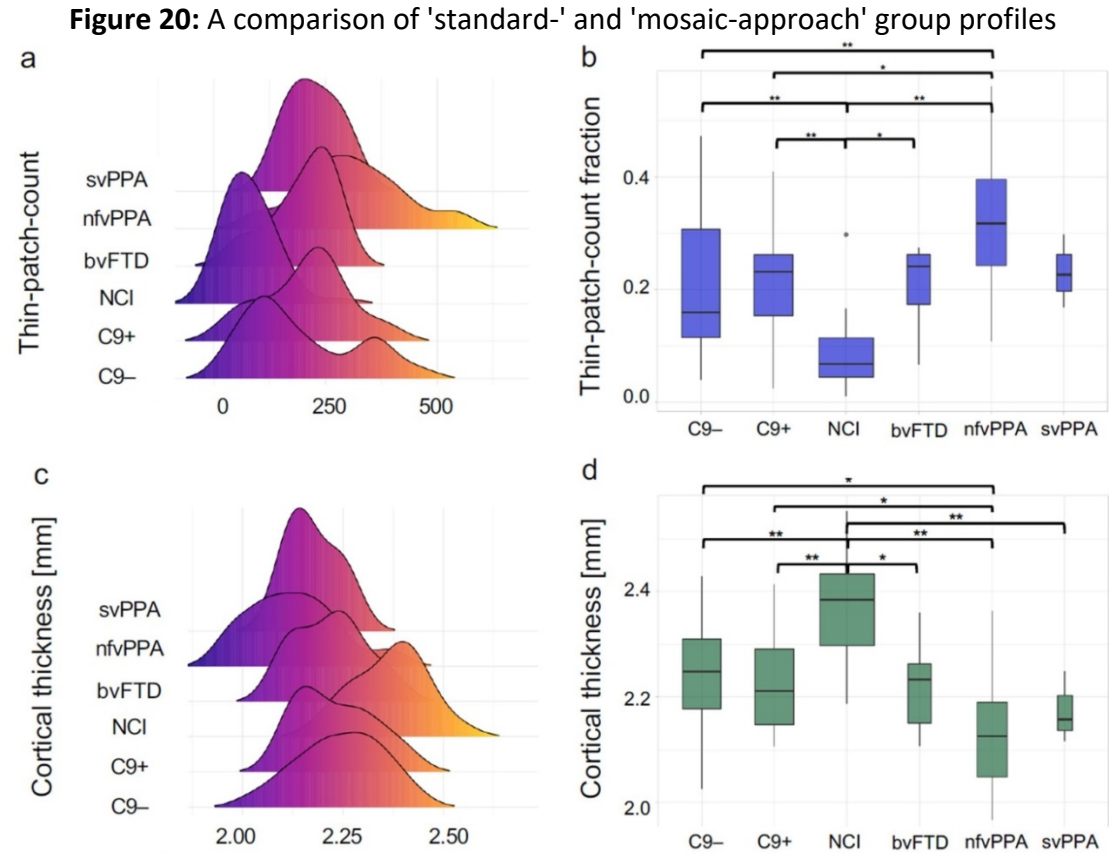 Figure 20: A comparison of 'standard-' and 'mosaic-approach' group profiles
a
Thin-patch-count
svPPA
nfvPPA
bvFTD
NCI
C9+
C9–
0 250 500
b
Thin-patch-count fraction
0.4
0.2
0.0
**
*
** **
** *
C9– C9+ NCI bvFTD nfvPPA svPPA
c
Cortical thickness [mm]
svPPA
nfvPPA
bvFTD
NCI
C9+
C9–
2.00 2.25 2.50
d
Cortical thickness [mm]
2.4
2.2
2.0
*
*
**
** **
** *
C9– C9+ NCI bvFTD nfvPPA svPPA